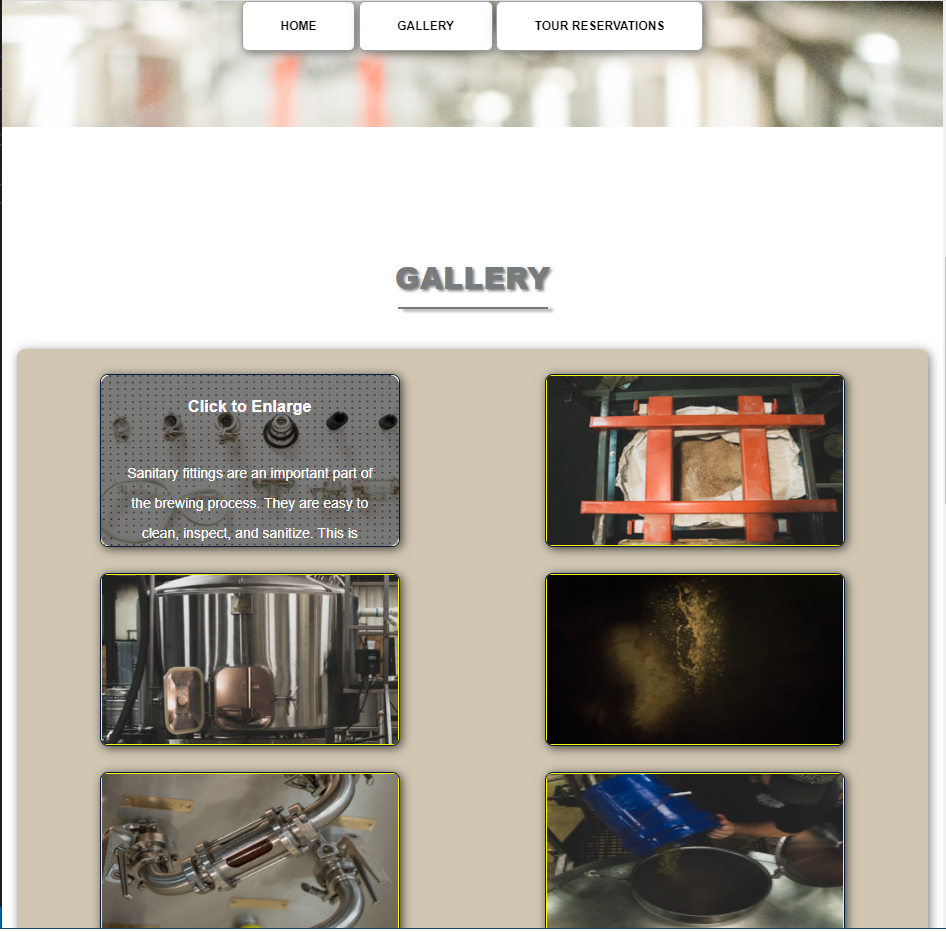 HOME
GALLERY
TOUR RESERVATIONS
GALLERY
Click to Enlarge
Sanitary fittings are an important part of
the brewing process. They are easy to
clean, inspect, and sanitize. This is